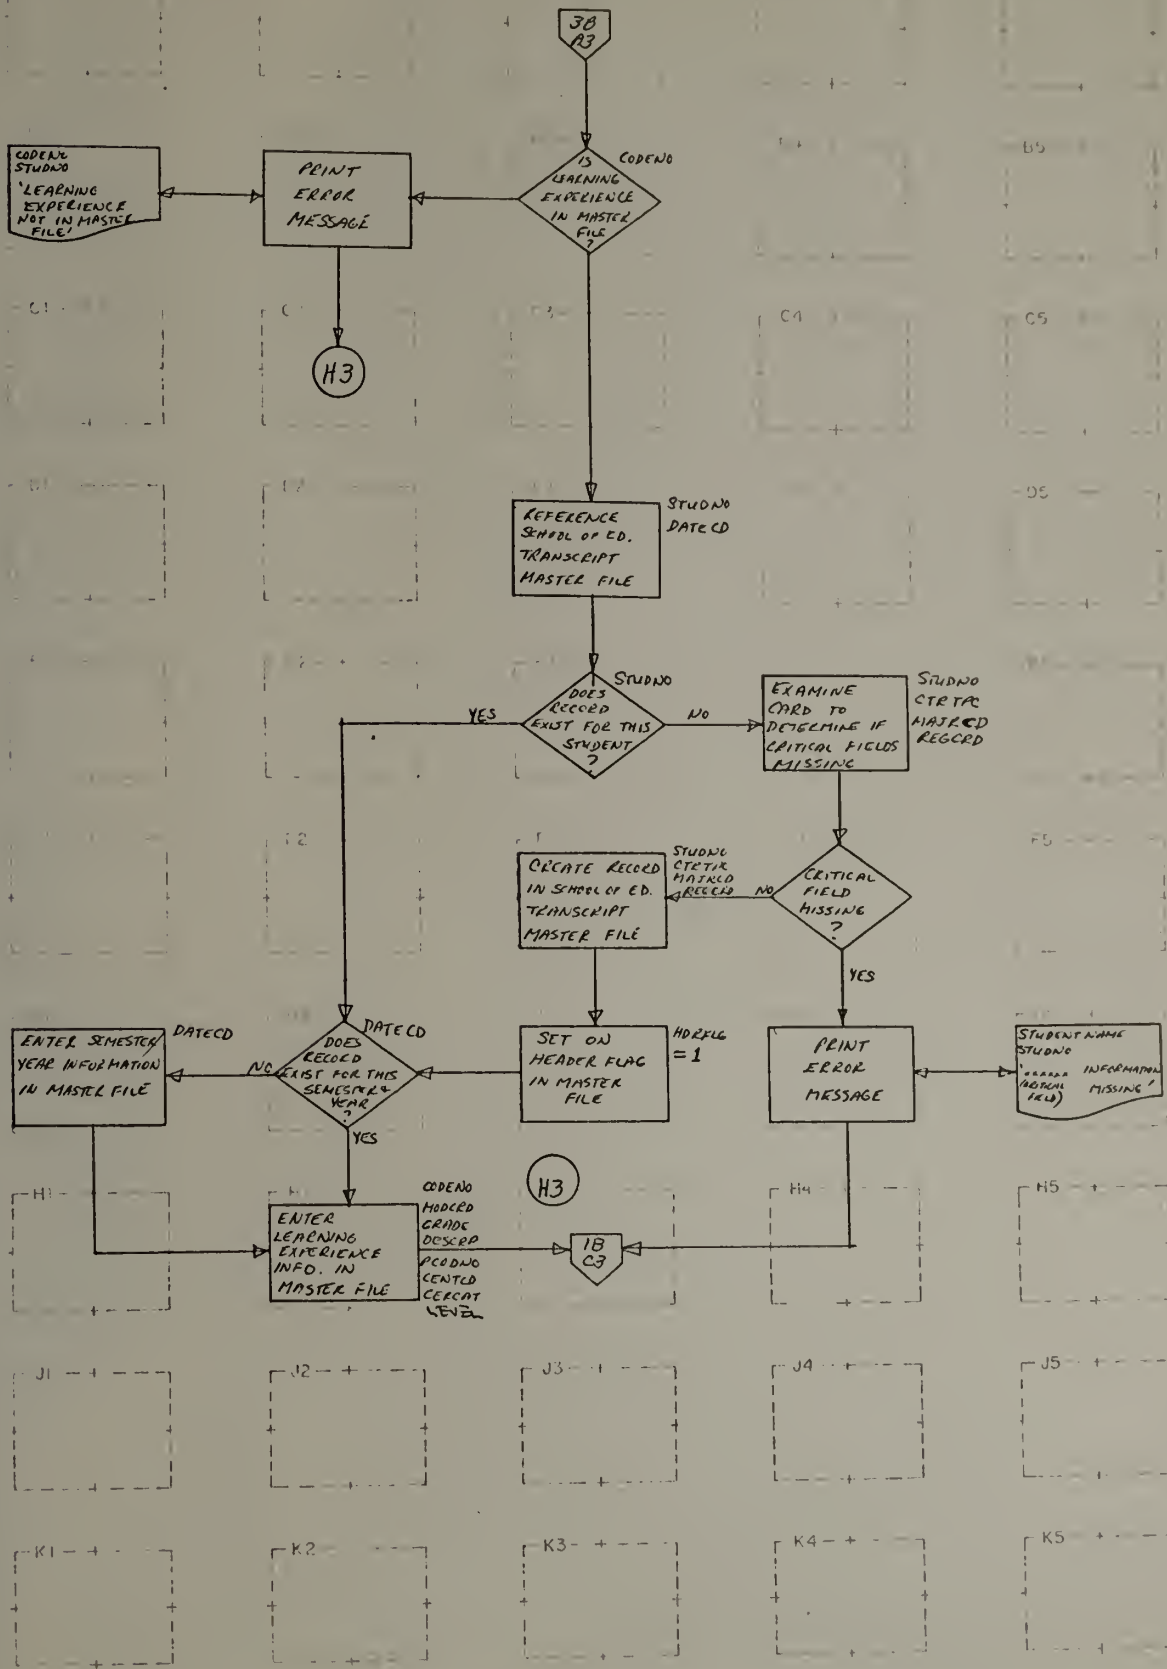 3B
A3
IS
LEARNING
EXPERIENCE
IN MASTER
FILE
?
CODENO
PRINT
ERROR
MESSAGE
CODENO
STUDNO
'LEARNING
EXPERIENCE
NOT IN MASTER
FILE'
B5
H3
C1
C4
C5
REFERENCE
SCHOOL OF ED.
TRANSCRIPT
MASTER FILE
STUDNO
DATECD
D5
DOES
RECORD
EXIST FOR THIS
STUDENT
?
STUDNO
YES
NO
EXAMINE
CARD TO
DETERMINE IF
CRITICAL FIELDS
MISSING
STUDNO
CTRTPC
MAJRCD
REGCRD
F5
CRITICAL
FIELD
MISSING
?
NO
YES
CREATE RECORD
IN SCHOOL OF ED.
TRANSCRIPT
MASTER FILE
STUDNO
MAJRCD
SET ON
HEADER FLAG
IN MASTER
FILE
HDRFLG
= 1
PRINT
ERROR
MESSAGE
STUDENT NAME
STUDNO
INFORMATION
(CRITICAL
FIELD)
MISSING'
DOES
RECORD
EXIST FOR THIS
SEMESTER &
YEAR
?
DATECD
NO
YES
ENTER SEMESTER/
YEAR INFORMATION
IN MASTER FILE
DATECD
H1
H4
H5
H3
ENTER
LEARNING
EXPERIENCE
INFO. IN
MASTER FILE
CODENO
MODCRD
GRADE
DESCRP
PCODNO
CENTCD
CERCAT
LEVEL
1B
C3
J1
J2
J3
J4
J5
K1
K2
K3
K4
K5